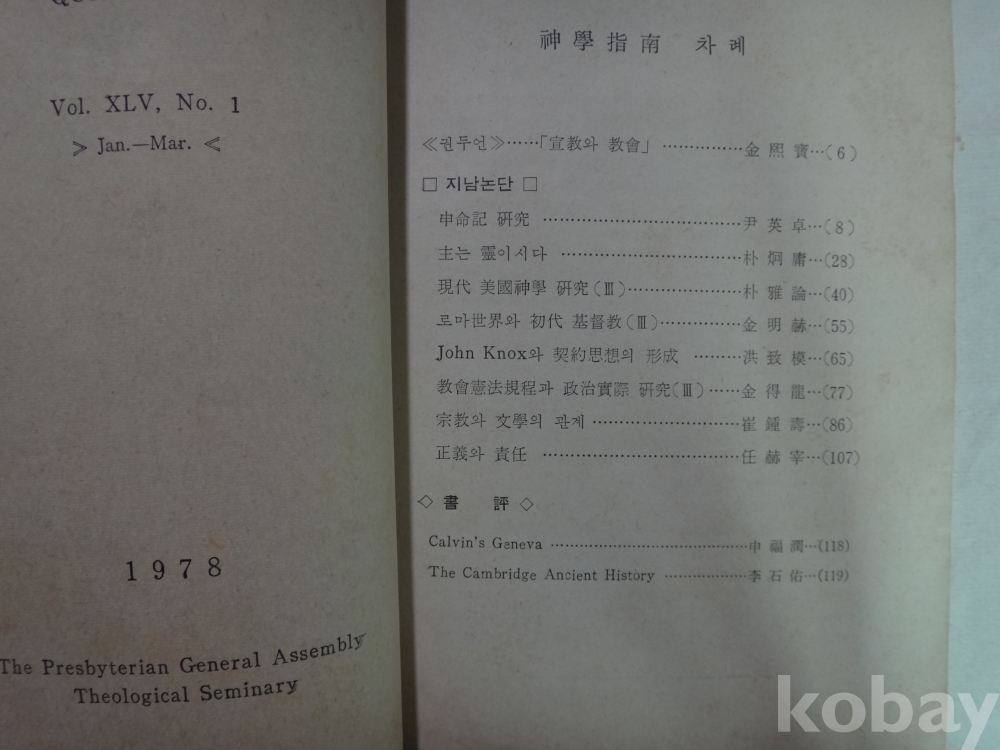 Vol. XLV, No. 1
≫ Jan.—Mar. ≪
1978
The Presbyterian General Assembly
Theological Seminary
神學指南 차례
≪권두언≫……「宣教와 教會」 ……………金熙寶…(6)
□ 지남논단 □
申命記 硏究 ……………………………尹英卓…(8)
主는 靈이시다 …………………………朴炯庸…(28)
現代 美國神學 硏究(Ⅲ)………………朴雅論…(40)
로마世界와 初代 基督教(Ⅲ)……………金明赫…(55)
John Knox와 契約思想의 形成 ………洪致模…(65)
教會憲法規程과 政治實際 硏究(Ⅲ)……金得龍…(77)
宗教와 文學의 관계 ……………………崔鍾壽…(86)
正義와 責任 ……………………………任赫宰…(107)
◇ 書 評 ◇
Calvin's Geneva ……………………………申福潤…(118)
The Cambridge Ancient History ………………李石佑…(119)
kobay